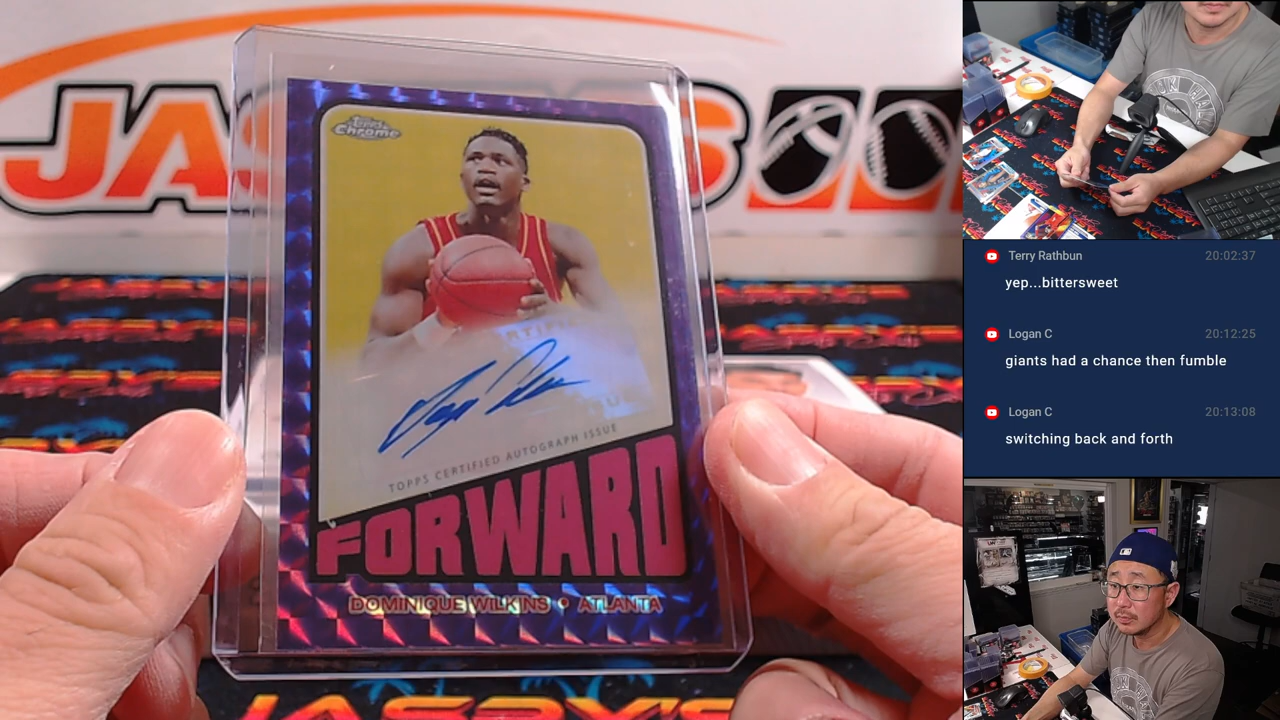 Topps
Chrome
TOPPS CERTIFIED AUTOGRAPH ISSUE
FORWARD
DOMINIQUE WILKINS • ATLANTA
Terry Rathbun 20:02:37
yep...bittersweet
Logan C 20:12:25
giants had a chance then fumble
Logan C 20:13:08
switching back and forth